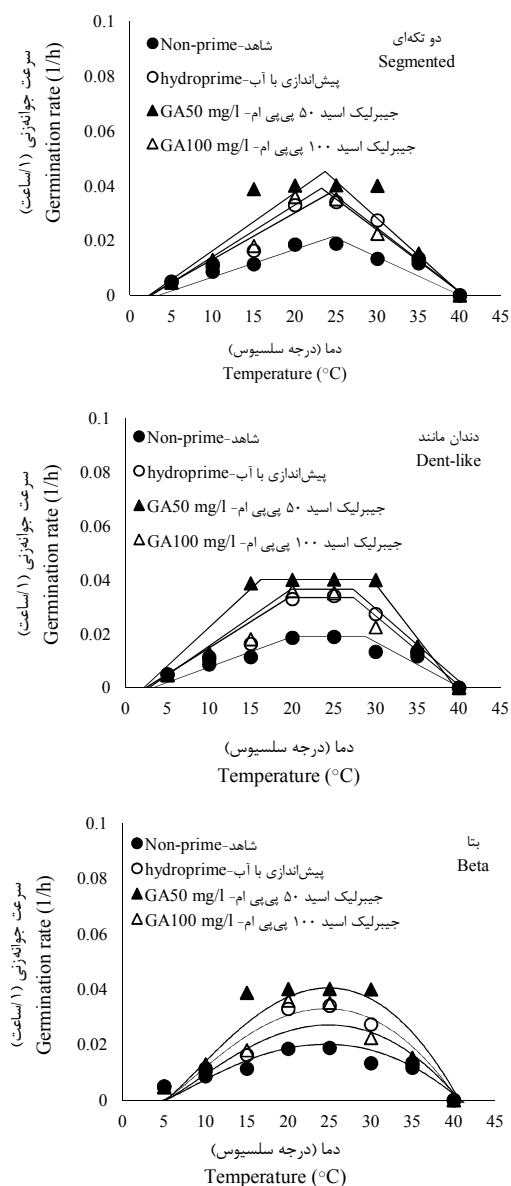 0.1
0.08
0.06
0.04
0.02
0
0 5 10 15 20 25 30 35 40 45
سرعت جوانه‌زنی (۱/ساعت)
Germination rate (1/h)
دو تکه‌ای
Segmented
Non-prime-شاهد
hydroprime-پیش‌اندازی با آب
GA50 mg/l -جیبرلیک اسید ۵۰ پی‌پی ام
GA100 mg/l -جیبرلیک اسید ۱۰۰ پی‌پی ام
دما (درجه سلسیوس)
Temperature (°C)
0.1
0.08
0.06
0.04
0.02
0
0 5 10 15 20 25 30 35 40 45
سرعت جوانه‌زنی (۱/ساعت)
Germination rate (1/h)
دندان مانند
Dent-like
Non-prime-شاهد
hydroprime-پیش‌اندازی با آب
GA50 mg/l -جیبرلیک اسید ۵۰ پی‌پی ام
GA100 mg/l -جیبرلیک اسید ۱۰۰ پی‌پی ام
دما (درجه سلسیوس)
Temperature (°C)
0.1
0.08
0.06
0.04
0.02
0
0 5 10 15 20 25 30 35 40 45
سرعت جوانه‌زنی (۱/ساعت)
Germination rate (1/h)
بتا
Beta
Non-prime-شاهد
hydroprime-پیش‌اندازی با آب
GA50 mg/l -جیبرلیک اسید ۵۰ پی‌پی ام
GA100 mg/l -جیبرلیک اسید ۱۰۰ پی‌پی ام
دما (درجه سلسیوس)
Temperature (°C)